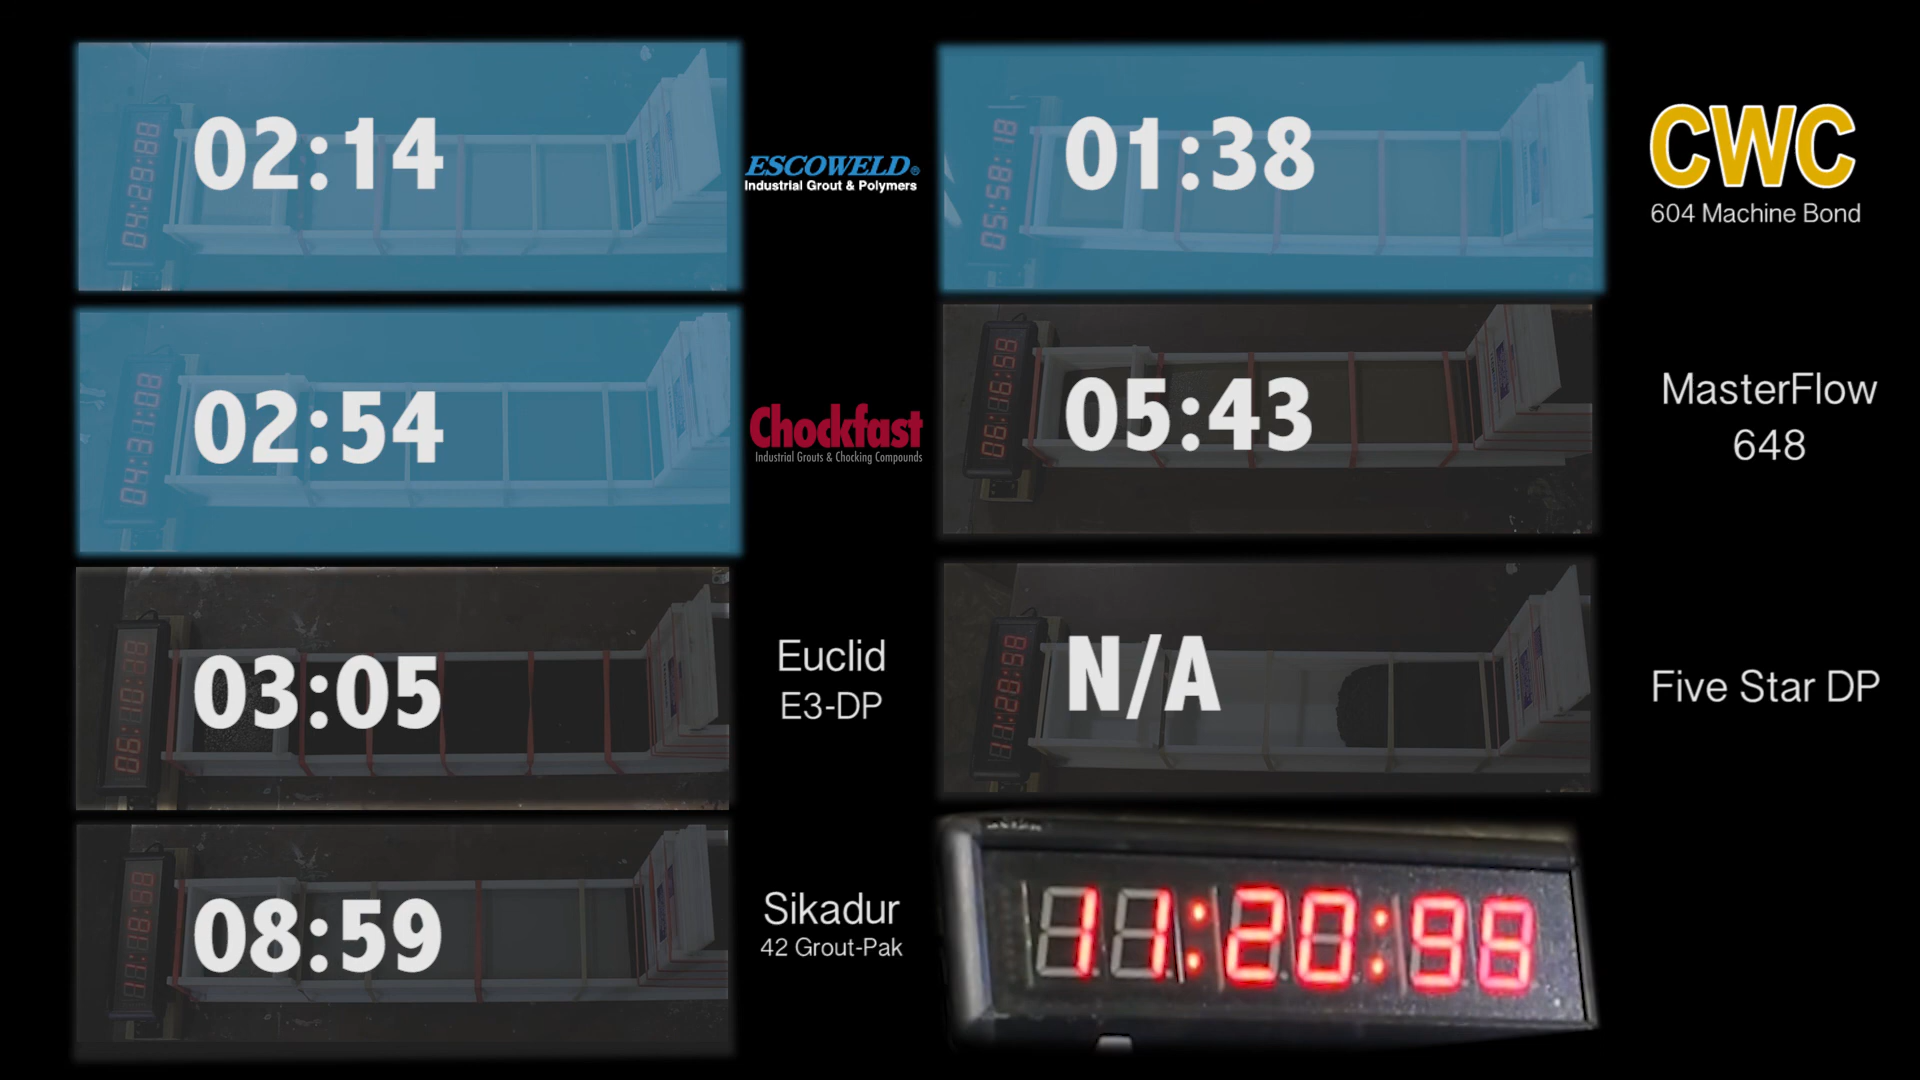 02:14
ESCOWELD®
Industrial Grout & Polymers
01:38
CWC
604 Machine Bond
02:54
Chockfast
Industrial Grouts & Chocking Compounds
05:43
MasterFlow
648
03:05
Euclid
E3-DP
N/A
Five Star DP
08:59
Sikadur
42 Grout-Pak
11:20:98